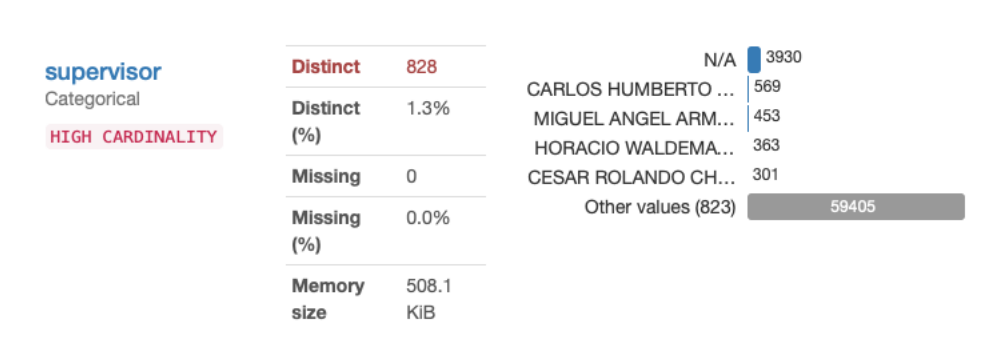 supervisor
Categorical
HIGH CARDINALITY
Distinct 828
Distinct (%) 1.3%
Missing 0
Missing (%) 0.0%
Memory size 508.1 KiB
N/A 3930
CARLOS HUMBERTO ... 569
MIGUEL ANGEL ARM... 453
HORACIO WALDEMA... 363
CESAR ROLANDO CH... 301
Other values (823) 59405